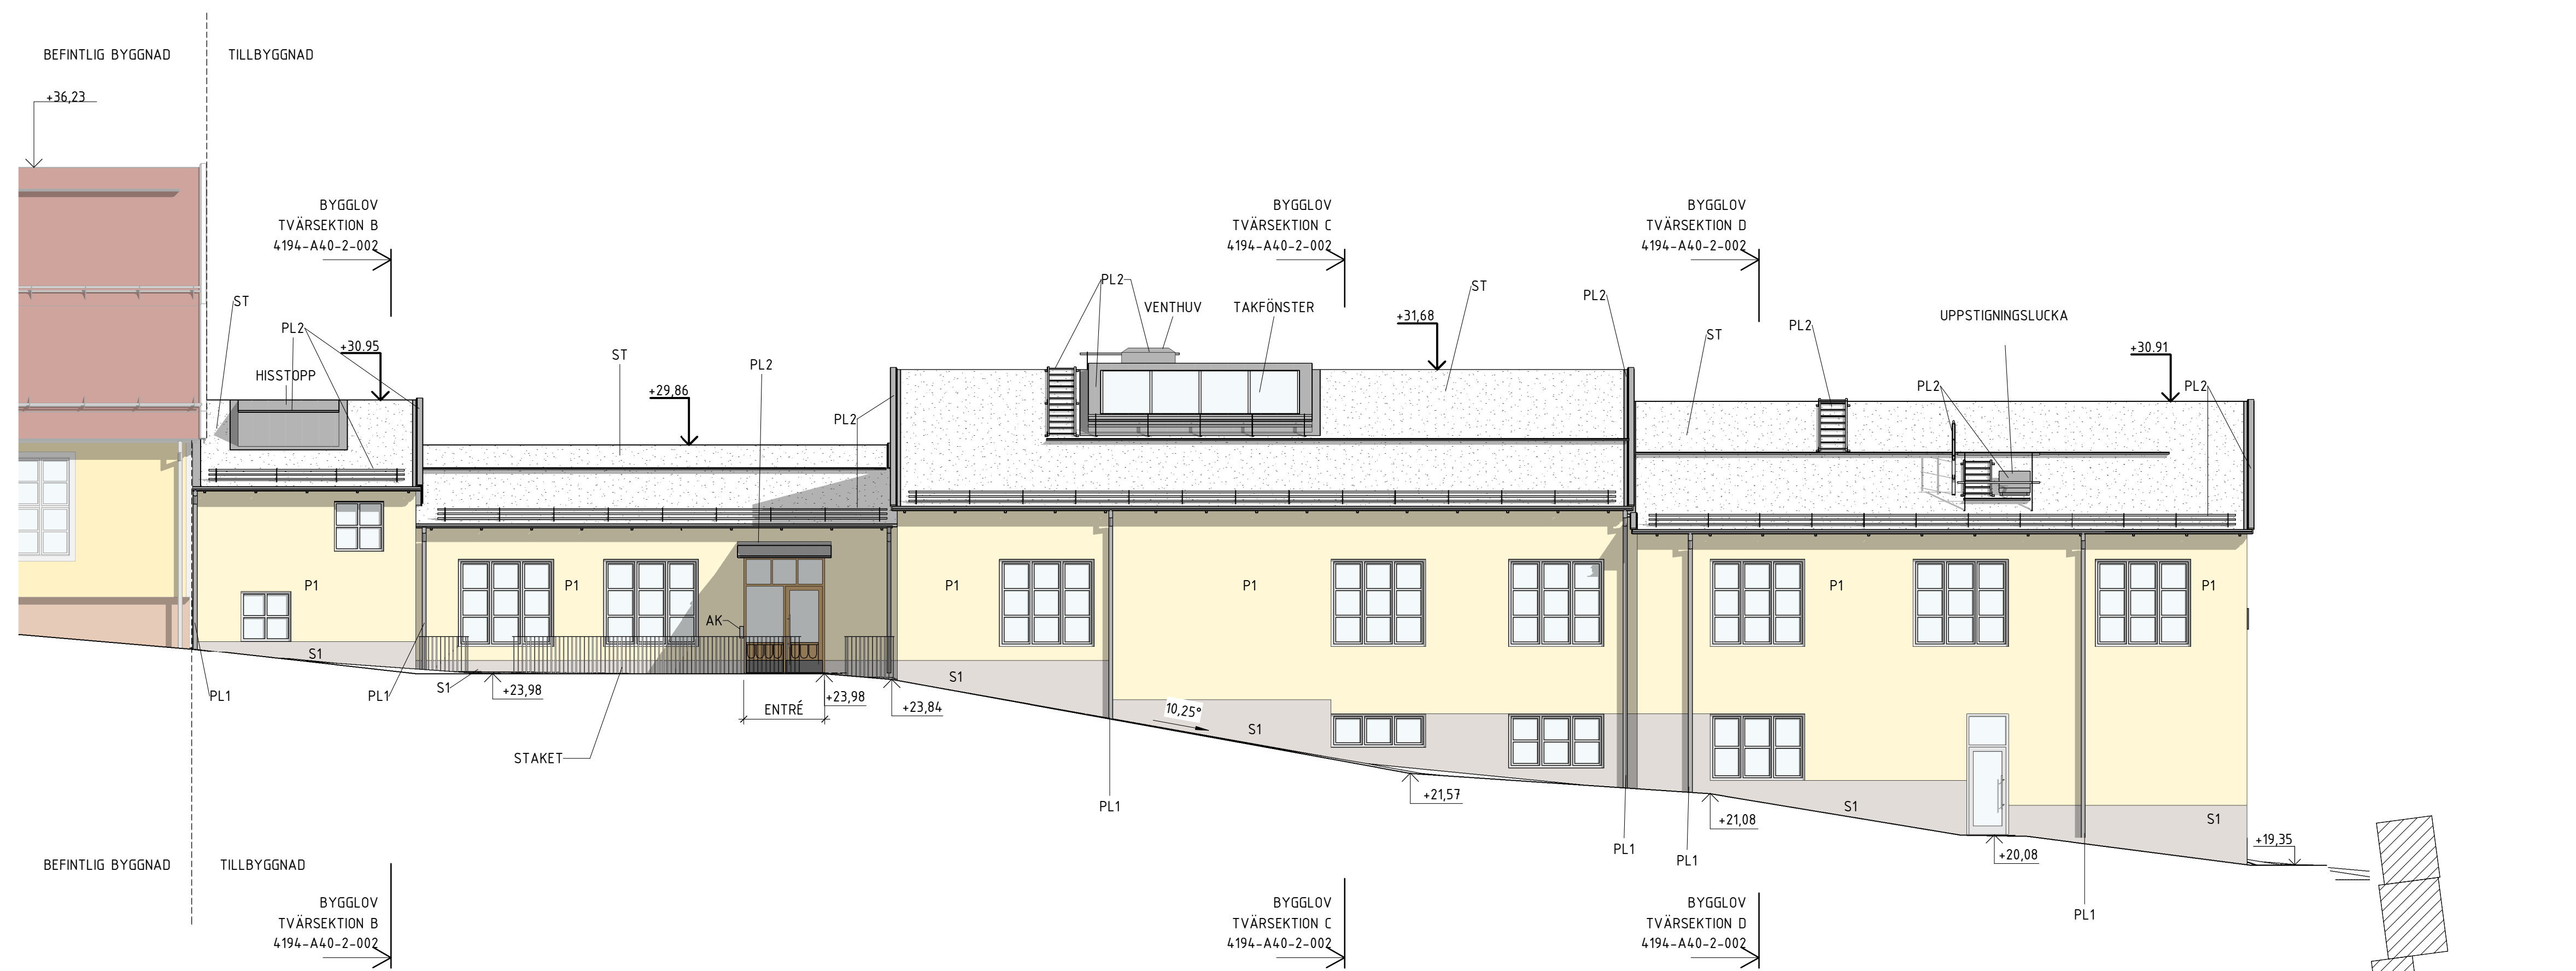 BEFINTLIG BYGGNAD
TILLBYGGNAD
+36,23
BYGGLOV
TVÄRSEKTION B
4194-A40-2-002
BYGGLOV
TVÄRSEKTION C
4194-A40-2-002
BYGGLOV
TVÄRSEKTION D
4194-A40-2-002
ST
PL2
+30.95
HISSTOPP
ST
+29,86
PL2
PL2
PL2
VENTHUV
TAKFÖNSTER
+31,68
ST
PL2
ST
PL2
UPPSTIGNINGSLUCKA
+30.91
PL2
PL2
P1
P1
P1
P1
P1
P1
AK
S1
S1
S1
S1
S1
S1
PL1
PL1
+23,98
+23,98
+23,84
ENTRÉ
STAKET
10,25°
PL1
+21,57
PL1
PL1
+21,08
+20,08
+19,35
PL1
BEFINTLIG BYGGNAD
TILLBYGGNAD
BYGGLOV
TVÄRSEKTION B
4194-A40-2-002
BYGGLOV
TVÄRSEKTION C
4194-A40-2-002
BYGGLOV
TVÄRSEKTION D
4194-A40-2-002